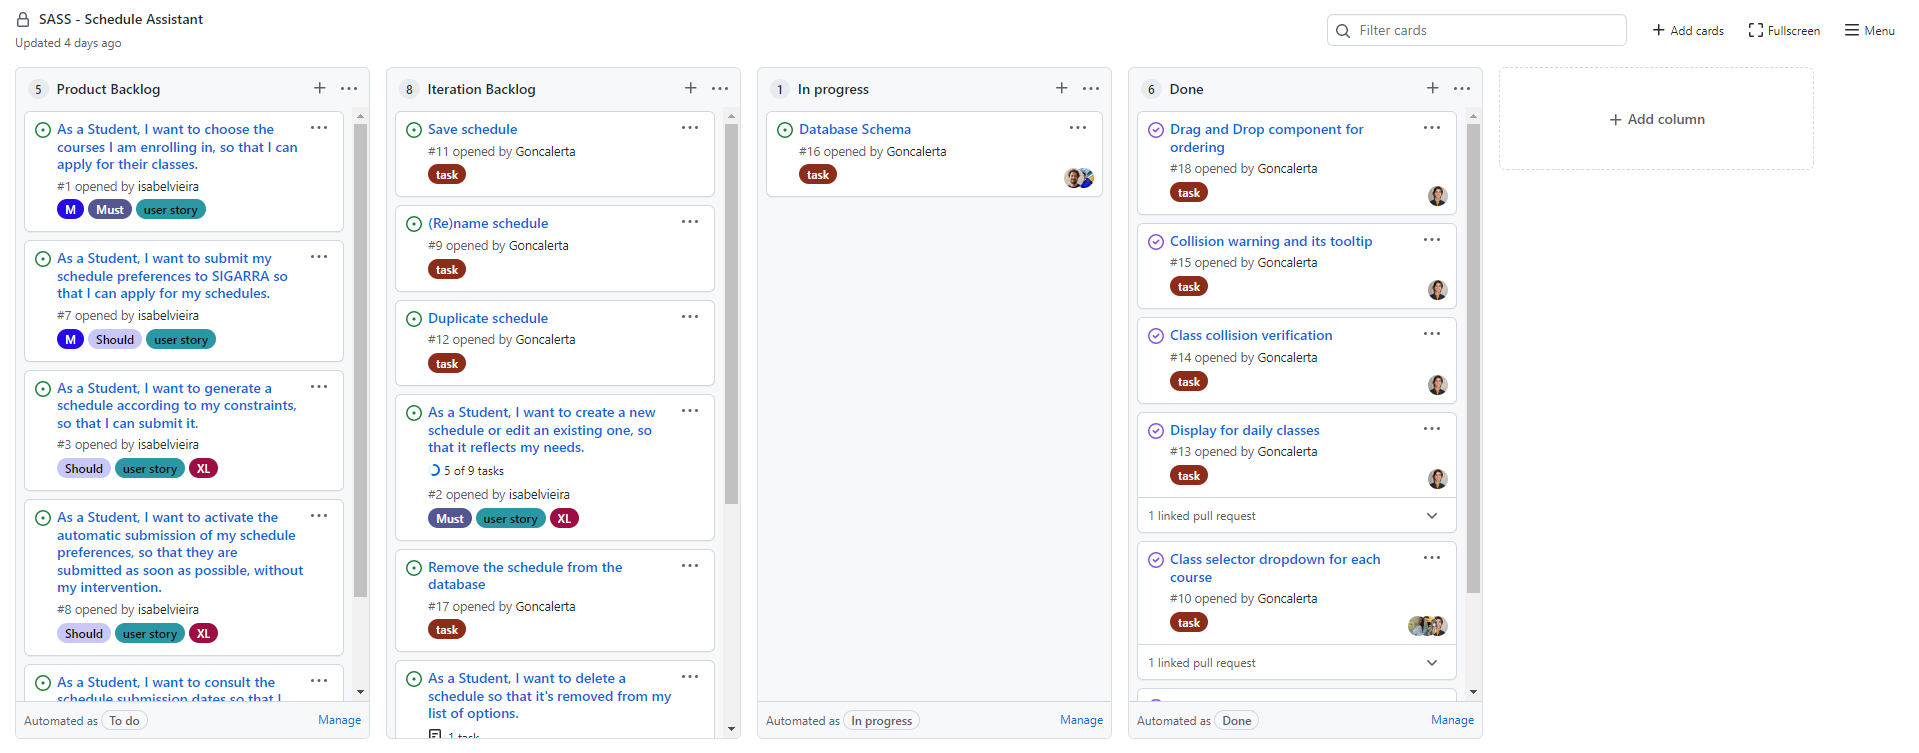 SASS - Schedule Assistant
Updated 4 days ago
Filter cards
Add cards
Fullscreen
Menu
5 Product Backlog
As a Student, I want to choose the
courses I am enrolling in, so that I can
apply for their classes.
#1 opened by isabelvieira
M Must user story
As a Student, I want to submit my
schedule preferences to SIGARRA so
that I can apply for my schedules.
#7 opened by isabelvieira
M Should user story
As a Student, I want to generate a
schedule according to my constraints,
so that I can submit it.
#3 opened by isabelvieira
Should user story XL
As a Student, I want to activate the
automatic submission of my schedule
preferences, so that they are
submitted as soon as possible, without
my intervention.
#8 opened by isabelvieira
Should user story XL
As a Student, I want to consult the
schedule submission dates so that I
Automated as To do Manage
8 Iteration Backlog
Save schedule
#11 opened by Goncalerta
task
(Re)name schedule
#9 opened by Goncalerta
task
Duplicate schedule
#12 opened by Goncalerta
task
As a Student, I want to create a new
schedule or edit an existing one, so
that it reflects my needs.
5 of 9 tasks
#2 opened by isabelvieira
Must user story XL
Remove the schedule from the
database
#17 opened by Goncalerta
task
As a Student, I want to delete a
schedule so that it's removed from my
list of options.
1 task
1 In progress
Database Schema
#16 opened by Goncalerta
task
Automated as In progress Manage
6 Done
Drag and Drop component for
ordering
#18 opened by Goncalerta
task
Collision warning and its tooltip
#15 opened by Goncalerta
task
Class collision verification
#14 opened by Goncalerta
task
Display for daily classes
#13 opened by Goncalerta
task
1 linked pull request
Class selector dropdown for each
course
#10 opened by Goncalerta
task
1 linked pull request
Automated as Done Manage
Add column